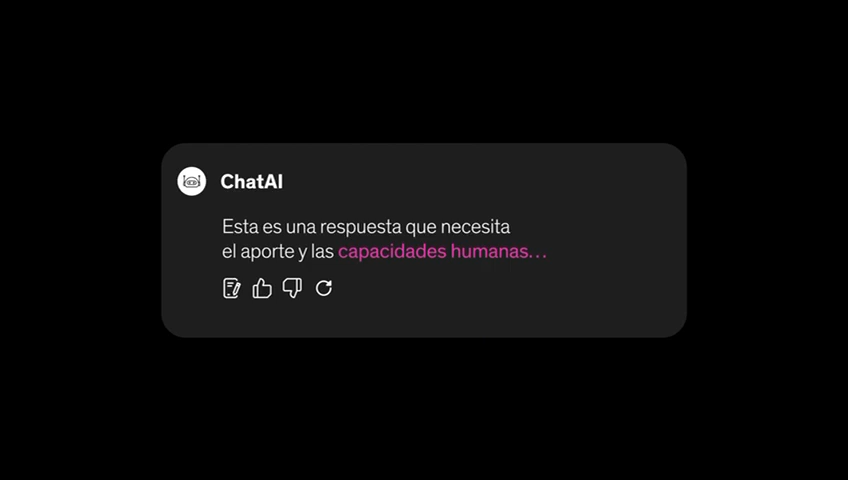 ChatAI
Esta es una respuesta que necesita
el aporte y las capacidades humanas...